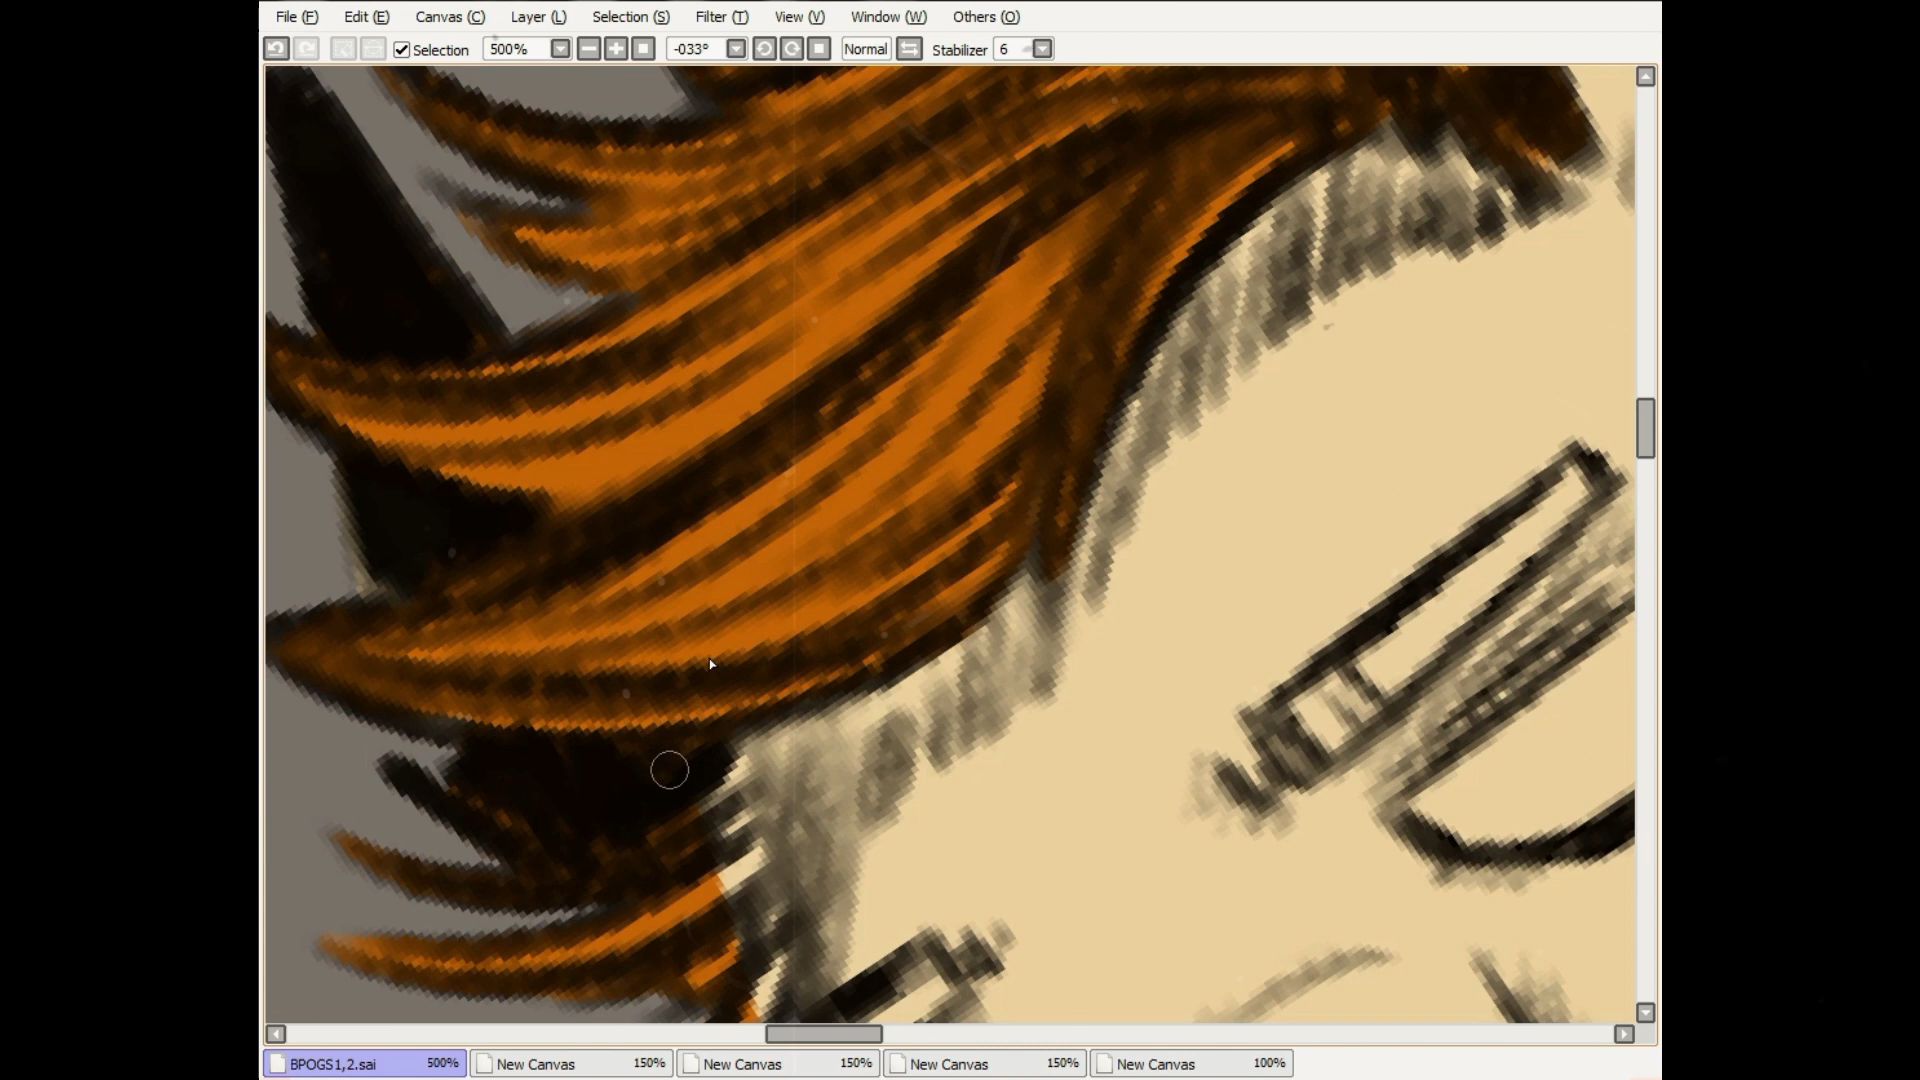 File (F) Edit (E) Canvas (C) Layer (L) Selection (S) Filter (T) View (V) Window (W) Others (O)
Selection 500% -033° Normal Stabilizer 6
BPOGS1,2.sai 500% New Canvas 150% New Canvas 150% New Canvas 150% New Canvas 100%